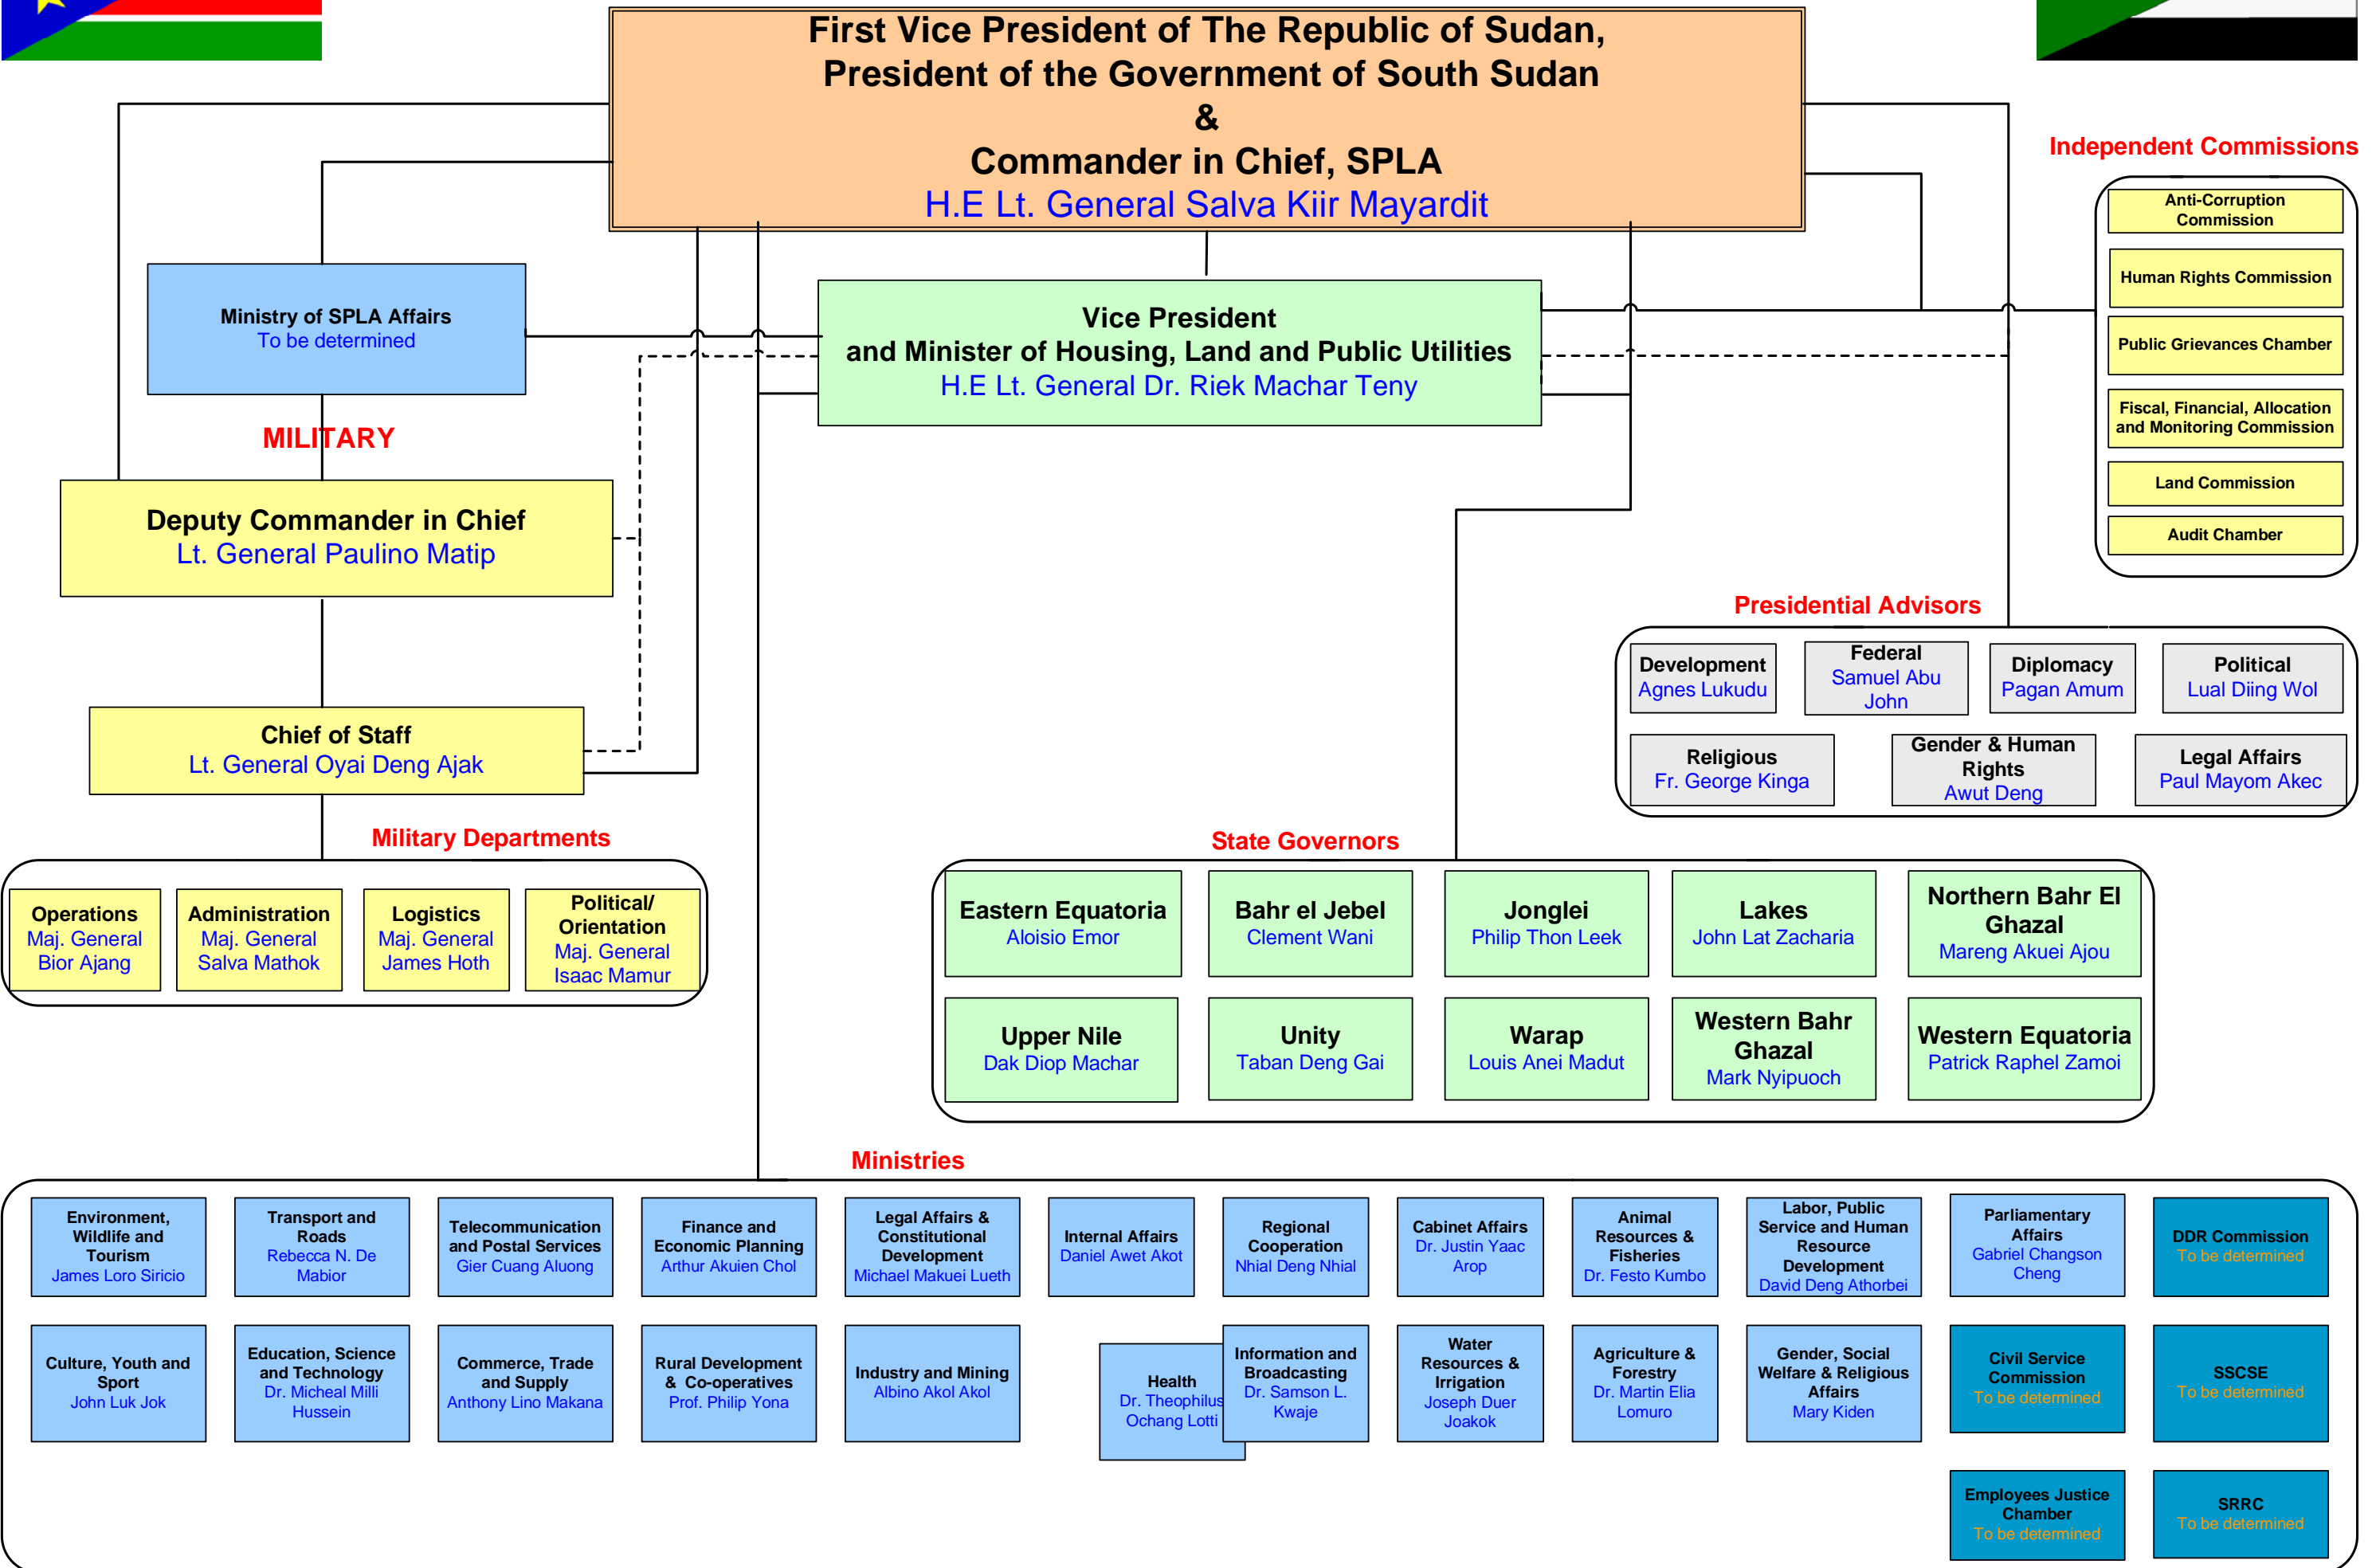 First Vice President of The Republic of Sudan,
President of the Government of South Sudan
&
Commander in Chief, SPLA
H.E Lt. General Salva Kiir Mayardit
Independent Commissions
Anti-Corruption
Commission
Human Rights Commission
Public Grievances Chamber
Fiscal, Financial, Allocation
and Monitoring Commission
Land Commission
Audit Chamber
Ministry of SPLA Affairs
To be determined
Vice President
and Minister of Housing, Land and Public Utilities
H.E Lt. General Dr. Riek Machar Teny
MILITARY
Deputy Commander in Chief
Lt. General Paulino Matip
Chief of Staff
Lt. General Oyai Deng Ajak
Presidential Advisors
Development
Agnes Lukudu
Federal
Samuel Abu
John
Diplomacy
Pagan Amum
Political
Lual Diing Wol
Religious
Fr. George Kinga
Gender & Human
Rights
Awut Deng
Legal Affairs
Paul Mayom Akec
Military Departments
Operations
Maj. General
Bior Ajang
Administration
Maj. General
Salva Mathok
Logistics
Maj. General
James Hoth
Political/
Orientation
Maj. General
Isaac Mamur
State Governors
Eastern Equatoria
Aloisio Emor
Bahr el Jebel
Clement Wani
Jonglei
Philip Thon Leek
Lakes
John Lat Zacharia
Northern Bahr El
Ghazal
Mareng Akuei Ajou
Upper Nile
Dak Diop Machar
Unity
Taban Deng Gai
Warap
Louis Anei Madut
Western Bahr
Ghazal
Mark Nyipuoch
Western Equatoria
Patrick Raphel Zamoi
Ministries
Environment,
Wildlife and
Tourism
James Loro Siricio
Transport and
Roads
Rebecca N. De
Mabior
Telecommunication
and Postal Services
Gier Cuang Aluong
Finance and
Economic Planning
Arthur Akuien Chol
Legal Affairs &
Constitutional
Development
Michael Makuei Lueth
Internal Affairs
Daniel Awet Akot
Regional
Cooperation
Nhial Deng Nhial
Cabinet Affairs
Dr. Justin Yaac
Arop
Animal
Resources &
Fisheries
Dr. Festo Kumbo
Labor, Public
Service and Human
Resource
Development
David Deng Athorbei
Parliamentary
Affairs
Gabriel Changson
Cheng
DDR Commission
To be determined
Culture, Youth and
Sport
John Luk Jok
Education, Science
and Technology
Dr. Micheal Milli
Hussein
Commerce, Trade
and Supply
Anthony Lino Makana
Rural Development
& Co-operatives
Prof. Philip Yona
Industry and Mining
Albino Akol Akol
Health
Dr. Theophilus
Ochang Lotti
Information and
Broadcasting
Dr. Samson L.
Kwaje
Water
Resources &
Irrigation
Joseph Duer
Joakok
Agriculture &
Forestry
Dr. Martin Elia
Lomuro
Gender, Social
Welfare & Religious
Affairs
Mary Kiden
Civil Service
Commission
To be determined
SSCSE
To be determined
Employees Justice
Chamber
To be determined
SRRC
To be determined